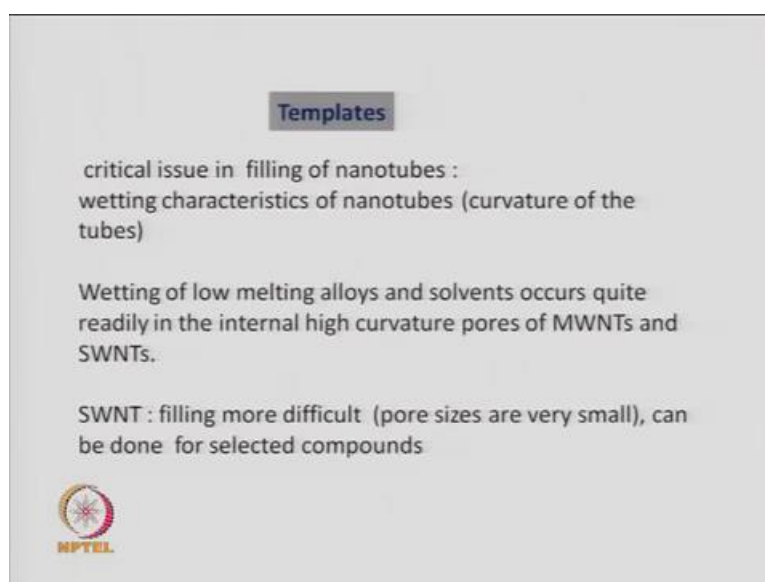 Templates
critical issue in filling of nanotubes :
wetting characteristics of nanotubes (curvature of the
tubes)
Wetting of low melting alloys and solvents occurs quite
readily in the internal high curvature pores of MWNTs and
SWNTs.
SWNT : filling more difficult (pore sizes are very small), can
be done for selected compounds
NPTEL